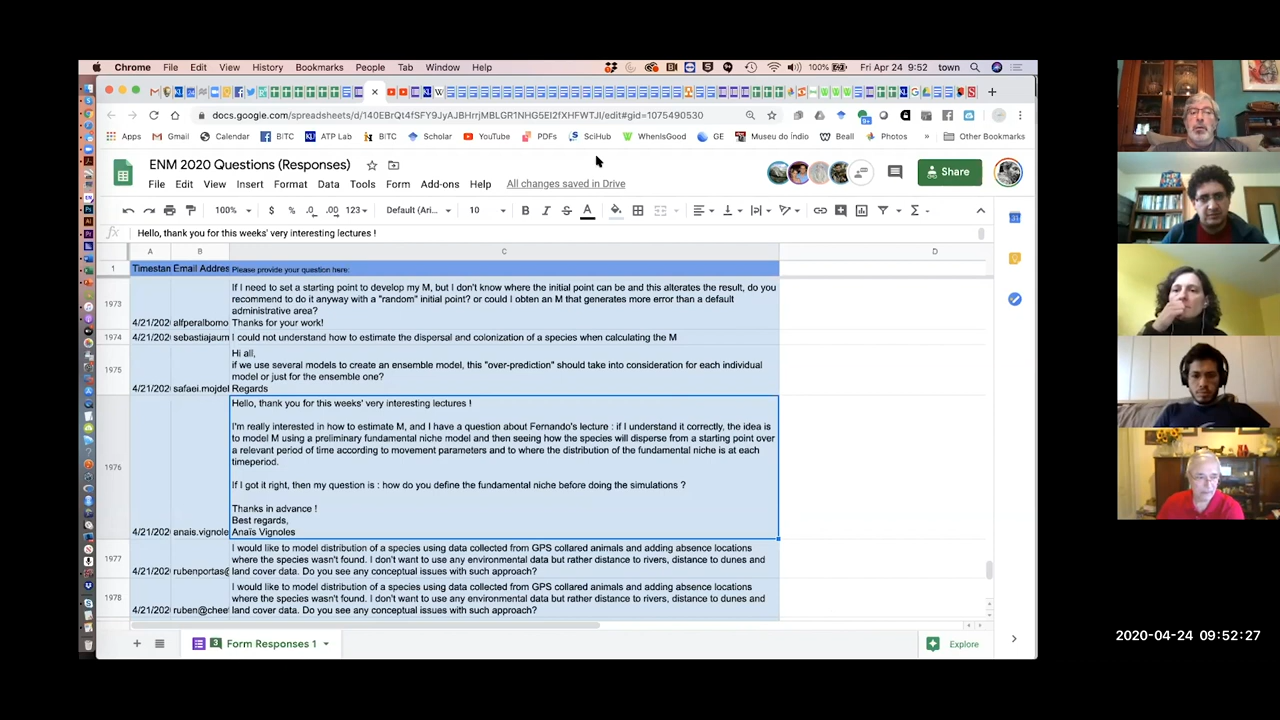 Chrome File Edit View History Bookmarks People Tab Window Help 100% Fri Apr 24 9:52 town
docs.google.com/spreadsheets/d/140EBrQt4fSFY9JyAJBHrrjMBLGR1NHG5EI2fXHFWTJI/edit#gid=1075490530
Apps Gmail Calendar BITC ATP Lab BITC Scholar YouTube PDFs SciHub WhenIsGood GE Museu do Índio Beall Photos Other Bookmarks
ENM 2020 Questions (Responses)
Share
File Edit View Insert Format Data Tools Form Add-ons Help All changes saved in Drive
100% $ % .0 .00 123 Default (Ari... 10 B I S A
fx Hello, thank you for this weeks' very interesting lectures !
A B C D
1 Timestan Email Addres Please provide your question here:
If I need to set a starting point to develop my M, but I don't know where the initial point can be and this alterates the result, do you
1973 recommend to do it anyway with a "random" initial point? or could I obtien an M that generates more error than a default
administrative area?
4/21/202 alfperalbomo Thanks for your work!
1974 4/21/202 sebastiajaum I could not understand how to estimate the dispersal and colonization of a species when calculating the M
Hi all,
1975 if we use several models to create an ensemble model, this "over-prediction" should take into consideration for each individual
model or just for the ensemble one?
4/21/202 safaei.mojdel Regards
Hello, thank you for this weeks' very interesting lectures !
I'm really interested in how to estimate M, and I have a question about Fernando's lecture : if I understand it correctly, the idea is
to model M using a preliminary fundamental niche model and then seeing how the species will disperse from a starting point over
a relevant period of time according to movement parameters and to where the distribution of the fundamental niche is at each
timeperiod.
1976
If I got it right, then my question is : how do you define the fundamental niche before doing the simulations ?
Thanks in advance !
Best regards,
4/21/202 anais.vignole Anaïs Vignoles
I would like to model distribution of a species using data collected from GPS collared animals and adding absence locations
1977 where the species wasn't found. I don't want to use any environmental data but rather distance to rivers, distance to dunes and
4/21/202 rubenportas@ land cover data. Do you see any conceptual issues with such approach?
I would like to model distribution of a species using data collected from GPS collared animals and adding absence locations
1978 where the species wasn't found. I don't want to use any environmental data but rather distance to rivers, distance to dunes and
4/21/202 ruben@chee land cover data. Do you see any conceptual issues with such approach?
3 Form Responses 1 Explore
2020-04-24 09:52:27